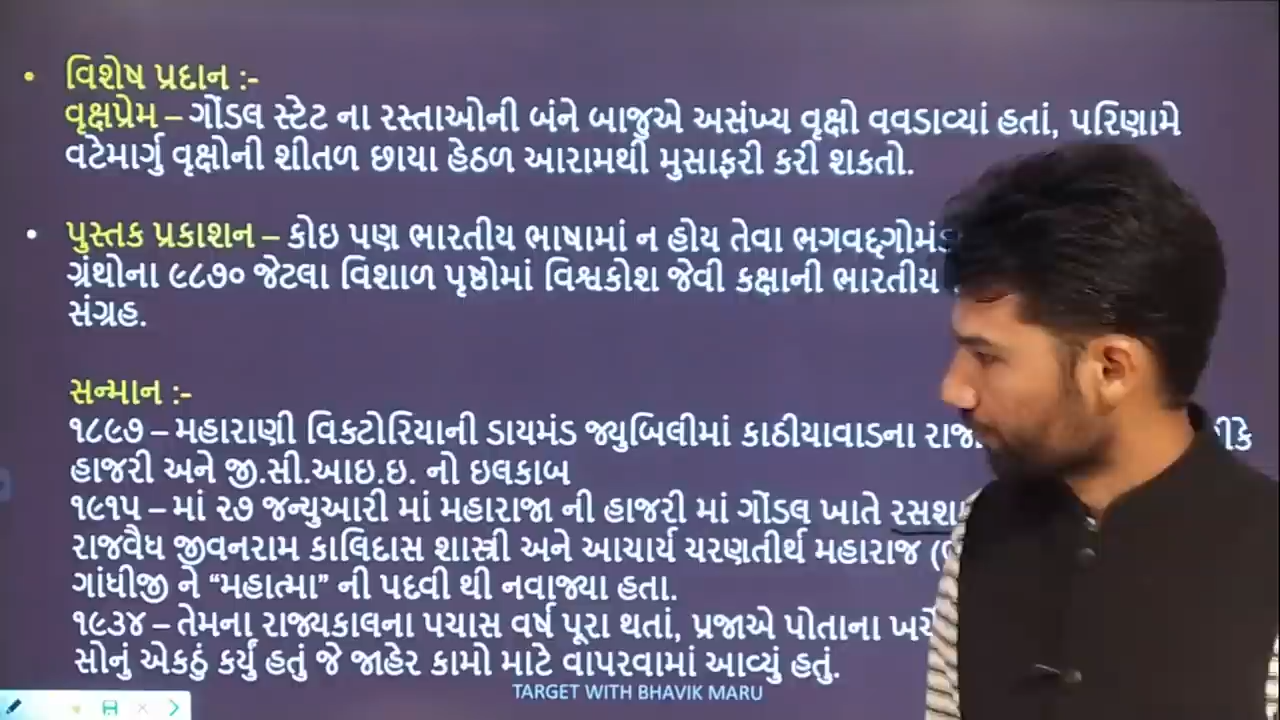 • વિશેષ પ્રદાન :-
વૃક્ષપ્રેમ – ગોંડલ સ્ટેટ ના રસ્તાઓની બંને બાજુએ અસંખ્ય વૃક્ષો વવડાવ્યાં હતાં, પરિણામે
વટેમાર્ગુ વૃક્ષોની શીતળ છાયા હેઠળ આરામથી મુસાફરી કરી શકતો.
• પુસ્તક પ્રકાશન – કોઇ પણ ભારતીય ભાષામાં ન હોય તેવા
ગ્રંથોના ૯૮૭૦ જેટલા વિશાળ પૃષ્ઠોમાં વિશ્વકોશ જેવી કક્ષાની ભારતીય
સંગ્રહ.
સન્માન :-
૧૮૯૭ – મહારાણી વિક્ટોરિયાની ડાયમંડ જ્યુબિલીમાં કાઠીયાવાડના
હાજરી અને જી.સી.આઇ.ઇ. નો ઇલકાબ
૧૯૧૫ – માં ૨૭ જન્યુઆરી માં મહારાજા ની હાજરી માં ગોંડલ ખાતે
રાજવૈધ જીવનરામ કાલિદાસ શાસ્ત્રી અને આચાર્ય ચરણતીર્થ મહારાજ
ગાંધીજી ને “મહાત્મા” ની પદવી થી નવાજ્યા હતા.
૧૯૩૪ – તેમના રાજ્યકાલના પચાસ વર્ષ પૂરા થતાં, પ્રજાએ પોતાના
સોનું એકઠું કર્યું હતું જે જાહેર કામો માટે વાપરવામાં આવ્યું હતું.
TARGET WITH BHAVIK MARU